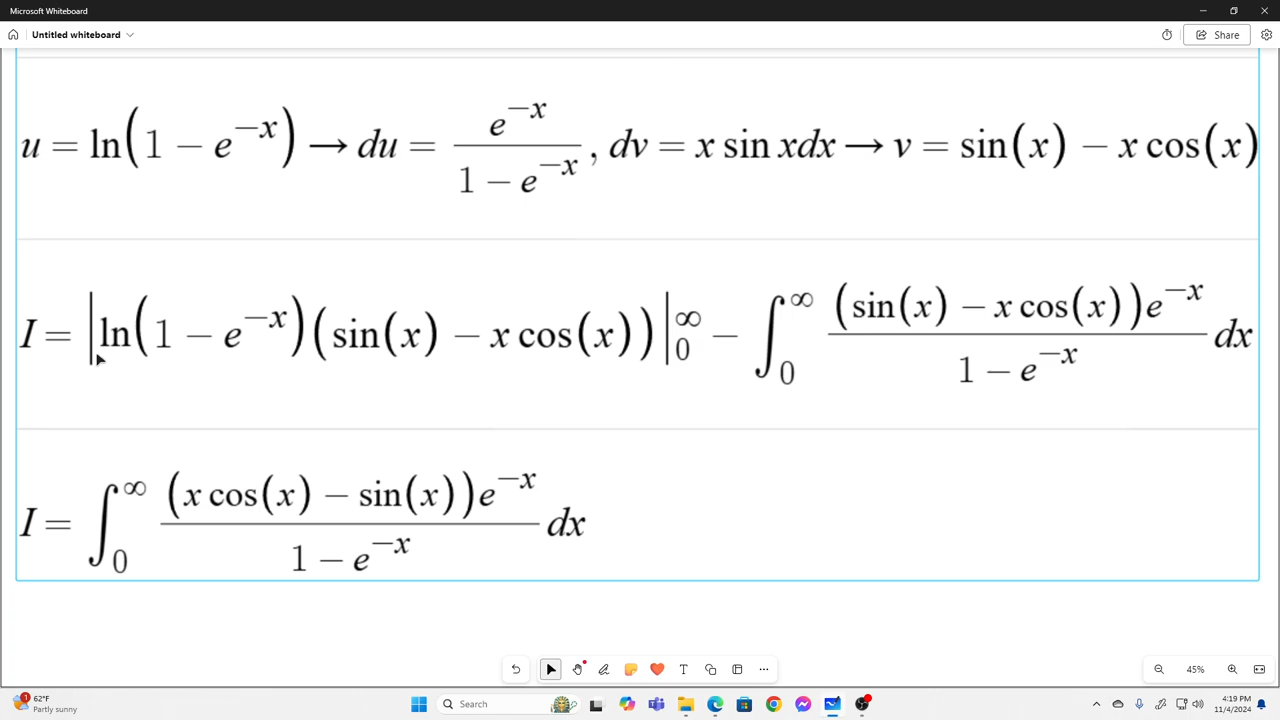 Microsoft Whiteboard
Untitled whiteboard
Share
u = ln(1 − e^{−x}) → du = e^{−x} / (1 − e^{−x}) , dv = x sin xdx → v = sin(x) − x cos(x)
I = |ln(1 − e^{−x})(sin(x) − x cos(x))|_0^∞ − ∫_0^∞ (sin(x) − x cos(x))e^{−x} / (1 − e^{−x}) dx
I = ∫_0^∞ (x cos(x) − sin(x))e^{−x} / (1 − e^{−x}) dx
T
45%
1
62°F
Partly sunny
Search
4:19 PM
11/4/2024